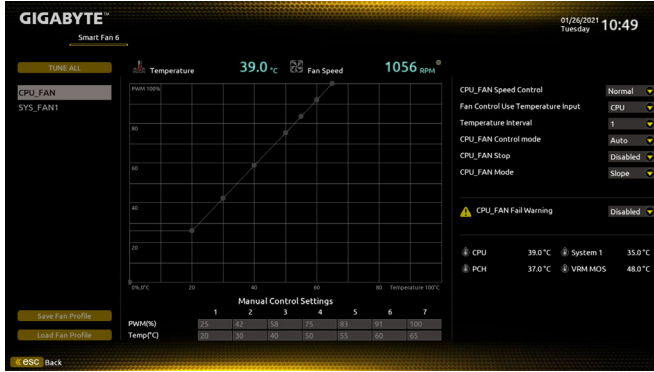 GIGABYTE™
01/26/2021 Tuesday 10:49
Smart Fan 6
TUNE ALL
Temperature 39.0 °C Fan Speed 1056 RPM
CPU_FAN
SYS_FAN1
PWM 100%
80
60
40
20
0%,0°C 20 40 60 80 Temperature 100°C
CPU_FAN Speed Control Normal
Fan Control Use Temperature Input CPU
Temperature Interval 1
CPU_FAN Control mode Auto
CPU_FAN Stop Disabled
CPU_FAN Mode Slope
CPU_FAN Fail Warning Disabled
CPU 39.0°C System 1 35.0°C
PCH 37.0°C VRM MOS 48.0°C
Manual Control Settings
1 2 3 4 5 6 7
PWM(%) 25 42 58 75 83 91 100
Temp(°C) 20 30 40 50 55 60 65
Save Fan Profile
Load Fan Profile
esc Back